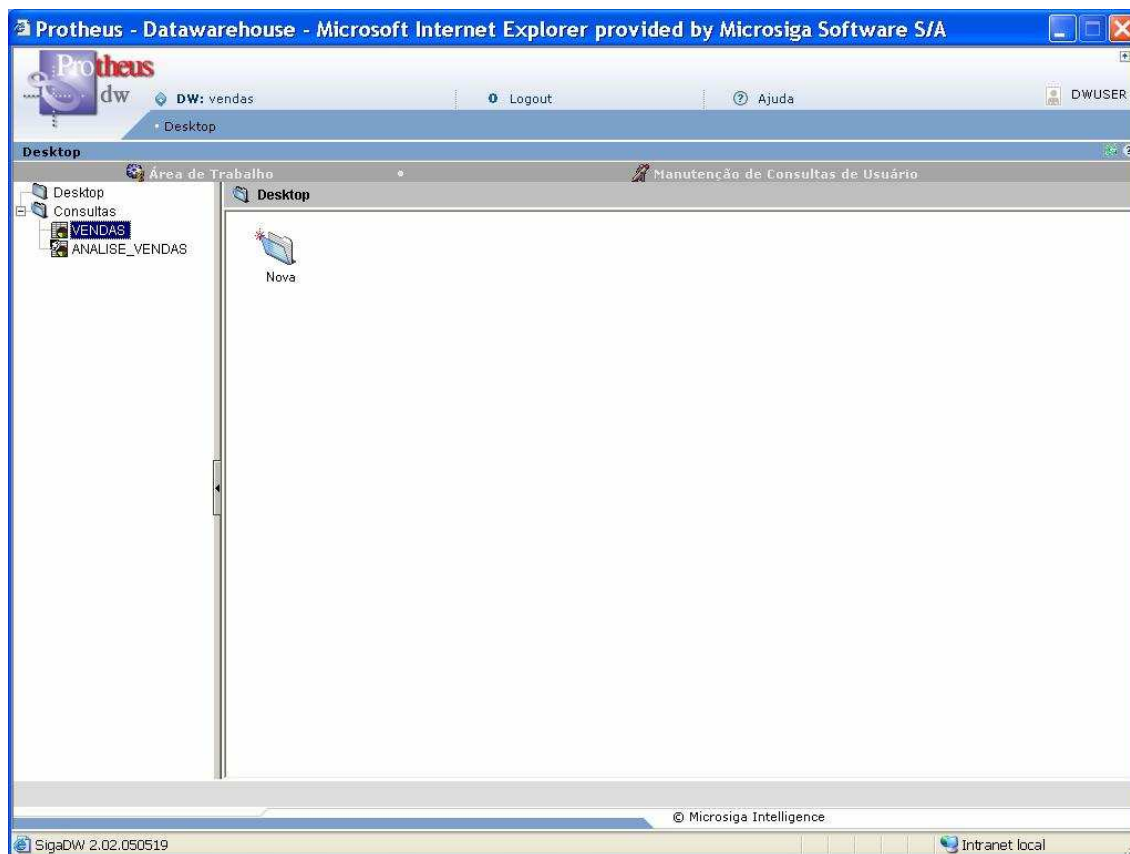 Protheus - Datawarehouse - Microsoft Internet Explorer provided by Microsiga Software S/A
Protheus
dw
DW: vendas
Logout
Ajuda
DWUSER
Desktop
Desktop
Área de Trabalho
Manutenção de Consultas de Usuário
Desktop
Consultas
VENDAS
ANALISE_VENDAS
Desktop
Nova
© Microsiga Intelligence
SigaDW 2.02.050519
Intranet local